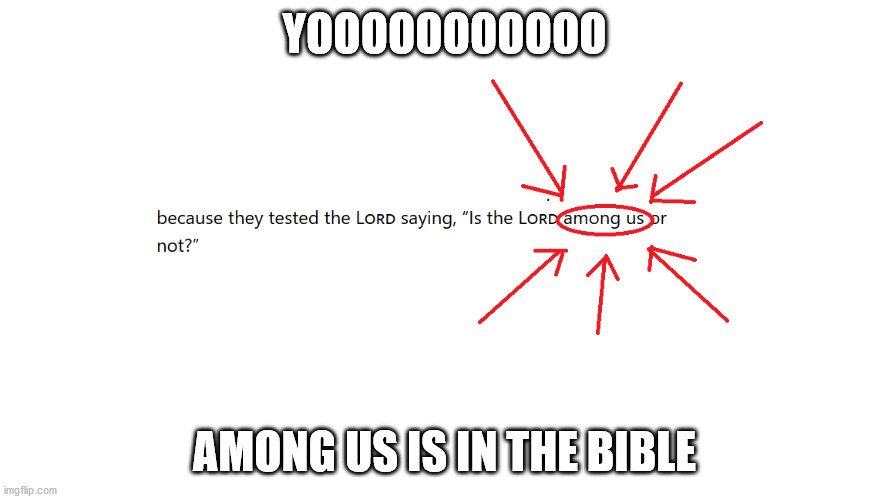 YOOOOOOOOOOO
because they tested the LORD saying, “Is the LORD among us or
not?”
AMONG US IS IN THE BIBLE
imgflip.com